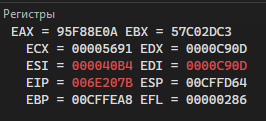 Регистры
EAX = 95F88E0A EBX = 57C02DC3
ECX = 00005691 EDX = 0000C90D
ESI = 000040B4 EDI = 0000C90D
EIP = 006E207B ESP = 00CFFD64
EBP = 00CFFEA8 EFL = 00000286